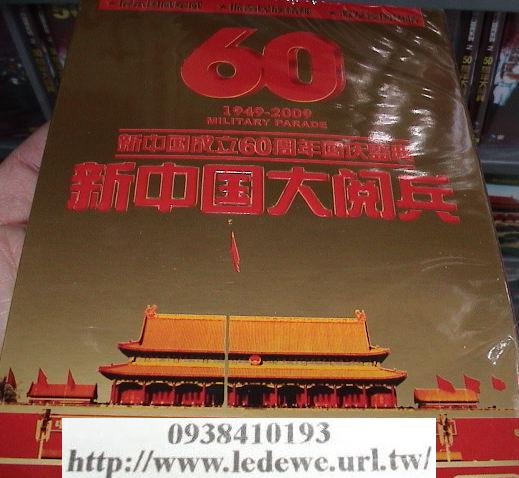 60
1949-2009
MILITARY PARADE
新中国成立60周年国庆盛典
新中国大阅兵
0938410193
http://www.ledewe.url.tw/